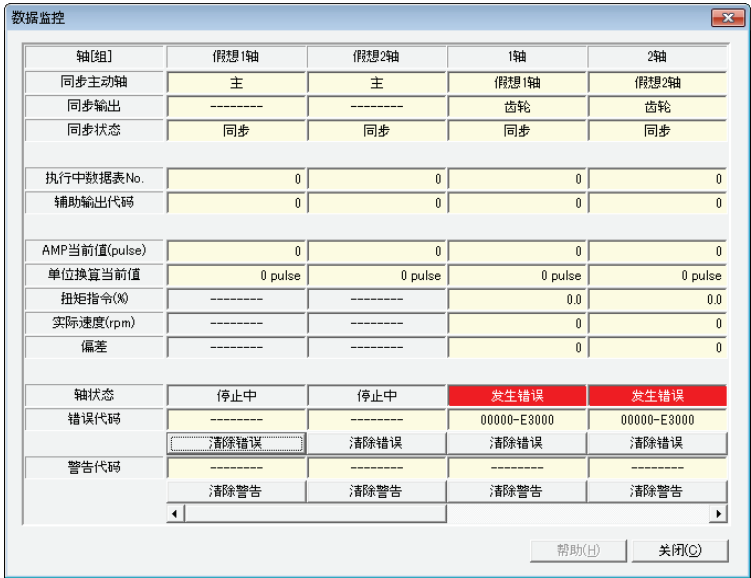 数据监控
轴[组] 假想1轴 假想2轴 1轴 2轴
同步主动轴 主 主 假想1轴 假想2轴
同步输出 -------- -------- 齿轮 齿轮
同步状态 同步 同步 同步 同步
执行中数据表No. 0 0 0 0
辅助输出代码 0 0 0 0
AMP当前值(pulse) 0 0 0 0
单位换算当前值 0 pulse 0 pulse 0 pulse 0 pulse
扭矩指令(%) -------- -------- 0.0 0.0
实际速度(rpm) -------- -------- 0 0
偏差 -------- -------- 0 0
轴状态 停止中 停止中 发生错误 发生错误
错误代码 -------- -------- 00000-E3000 00000-E3000
清除错误 清除错误 清除错误 清除错误
警告代码 -------- -------- -------- --------
清除警告 清除警告 清除警告 清除警告
帮助(H) 关闭(C)